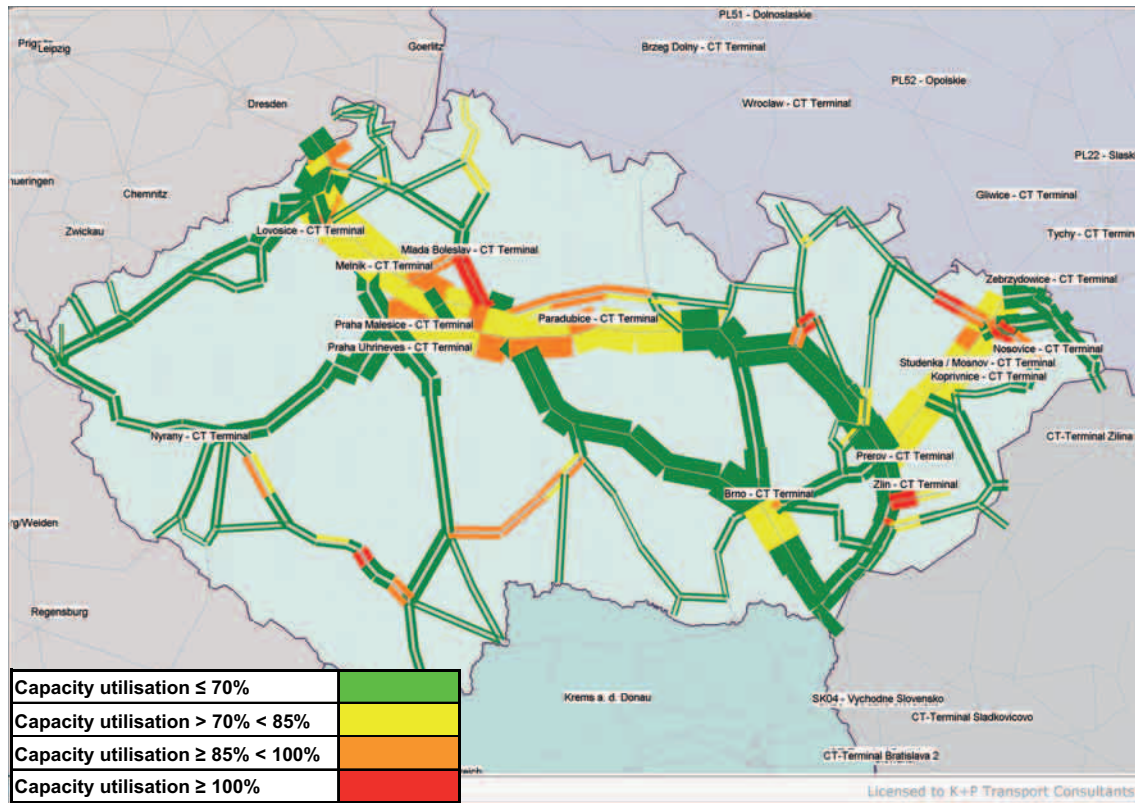 PL51 - Dolnoslaskie
Leipzig
Goerlitz
Brzeg Dolny - CT Terminal
PL52 - Opolskie
Dresden
Wroclaw - CT Terminal
PL22 - Slask
hueringen
Chemnitz
Gliwice - CT Terminal
Zwickau
Lovosice - CT Terminal
Tychy - CT Termin
Mlada Boleslav - CT Terminal
Melnik - CT Terminal
Zebrzydowice - CT Terminal
Paradubice - CT Terminal
Praha Malesice - CT Terminal
Praha Uhrineves - CT Terminal
Nosovice - CT Terminal
Studenka / Mosnov - CT Terminal
Koprivnice - CT Terminal
Nyrany - CT Terminal
CT-Terminal Zilina
Prerov - CT Terminal
Zlin - CT Terminal
Brno - CT Terminal
rg/Weiden
Regensburg
Capacity utilisation ≤ 70%
Krems a. d. Donau
SK04 - Vychodne Slovensko
Capacity utilisation > 70% < 85%
CT-Terminal Sladkovicovo
Capacity utilisation ≥ 85% < 100%
CT-Terminal Bratislava 2
reich
Capacity utilisation ≥ 100%
Licensed to K+P Transport Consultants